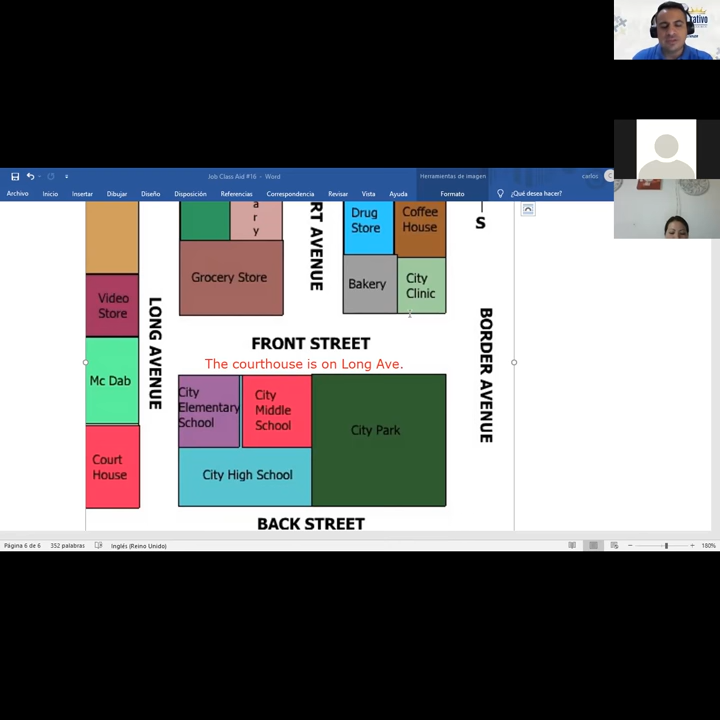 rativo
Job Class Aid #16 - Word
Herramientas de imagen
carlos
C
Archivo Inicio Insertar Dibujar Diseño Disposición Referencias Correspondencia Revisar Vista Ayuda Formato ¿Qué desea hacer?
a
r
y
RT AVENUE
Drug
Store
Coffee
House
S
Grocery Store
Bakery
City
Clinic
Video
Store
LONG AVENUE
FRONT STREET
BORDER AVENUE
The courthouse is on Long Ave.
Mc Dab
City
Elementary
School
City
Middle
School
City Park
Court
House
City High School
BACK STREET
Página 6 de 6 352 palabras Inglés (Reino Unido) 180%